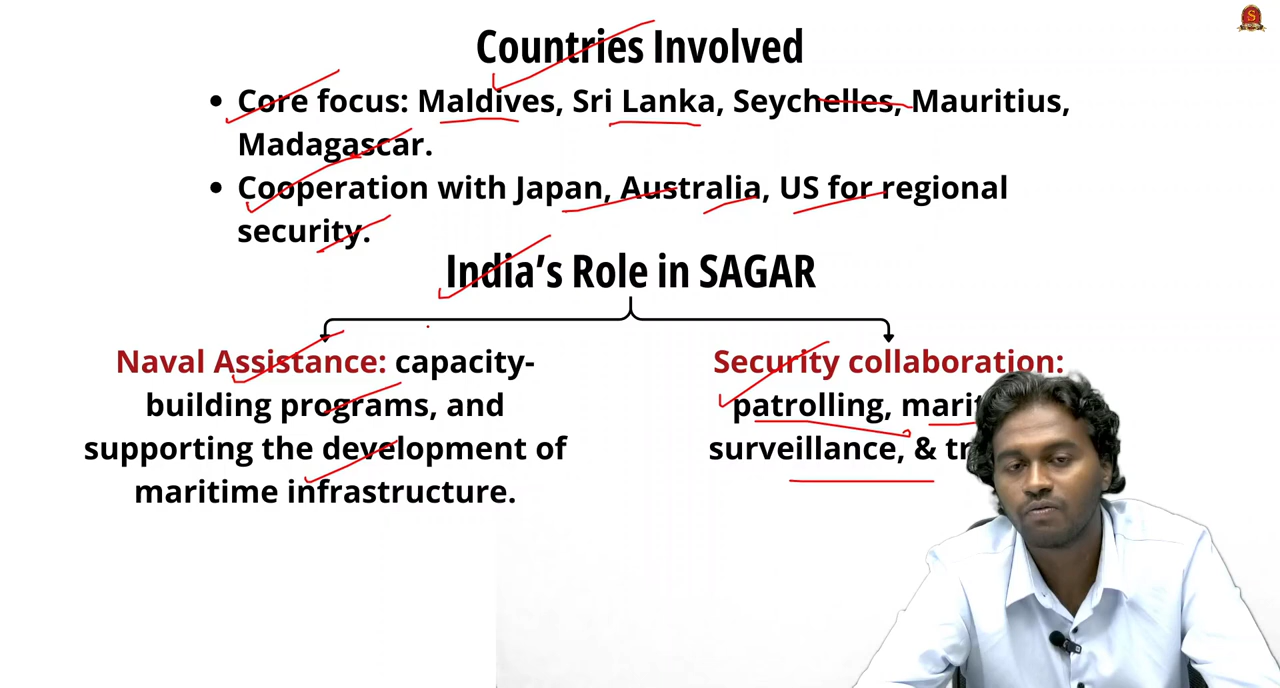 Countries Involved
• Core focus: Maldives, Sri Lanka, Seychelles, Mauritius,
Madagascar.
• Cooperation with Japan, Australia, US for regional
security.
India's Role in SAGAR
Naval Assistance: capacity-
building programs, and
supporting the development of
maritime infrastructure.
Security collaboration:
patrolling,
surveillance, &